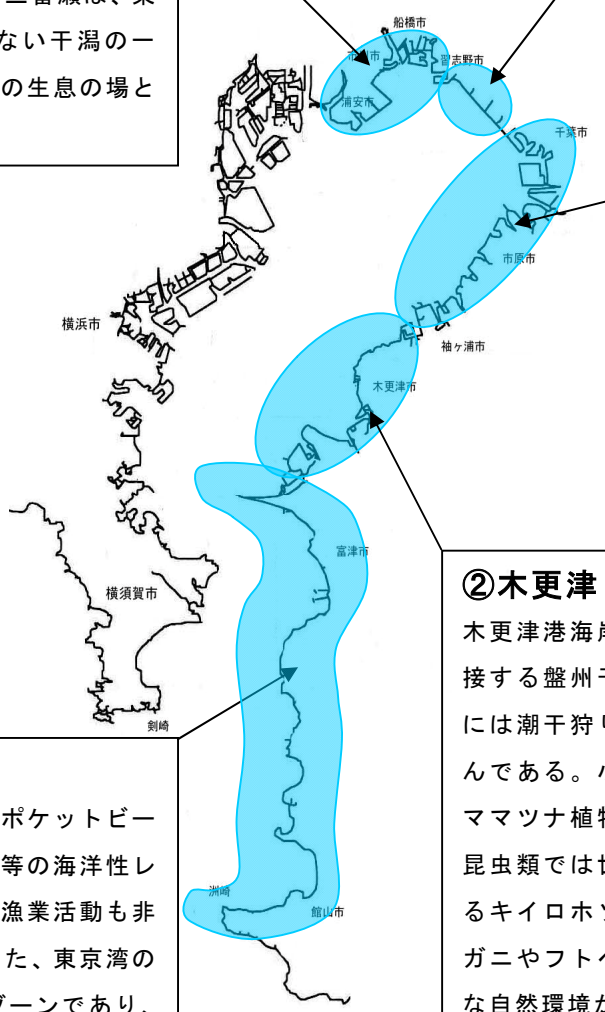 二番瀬は、東
ない干潟の一
の生息の場と
船橋市
市川市
習志野市
浦安市
千葉市
市原市
横浜市
袖ヶ浦市
木更津市
富津市
横須賀市
剣崎
②木更津
木更津港海岸
接する盤州干
には潮干狩り
んである。
ママツナ植物
昆虫類では世
るキイロホソ
ガニやフトヘ
な自然環境が
ポケットビー
等の海洋性レ
漁業活動も非
た、東京湾の
ゾーンであり、
洲崎
館山市